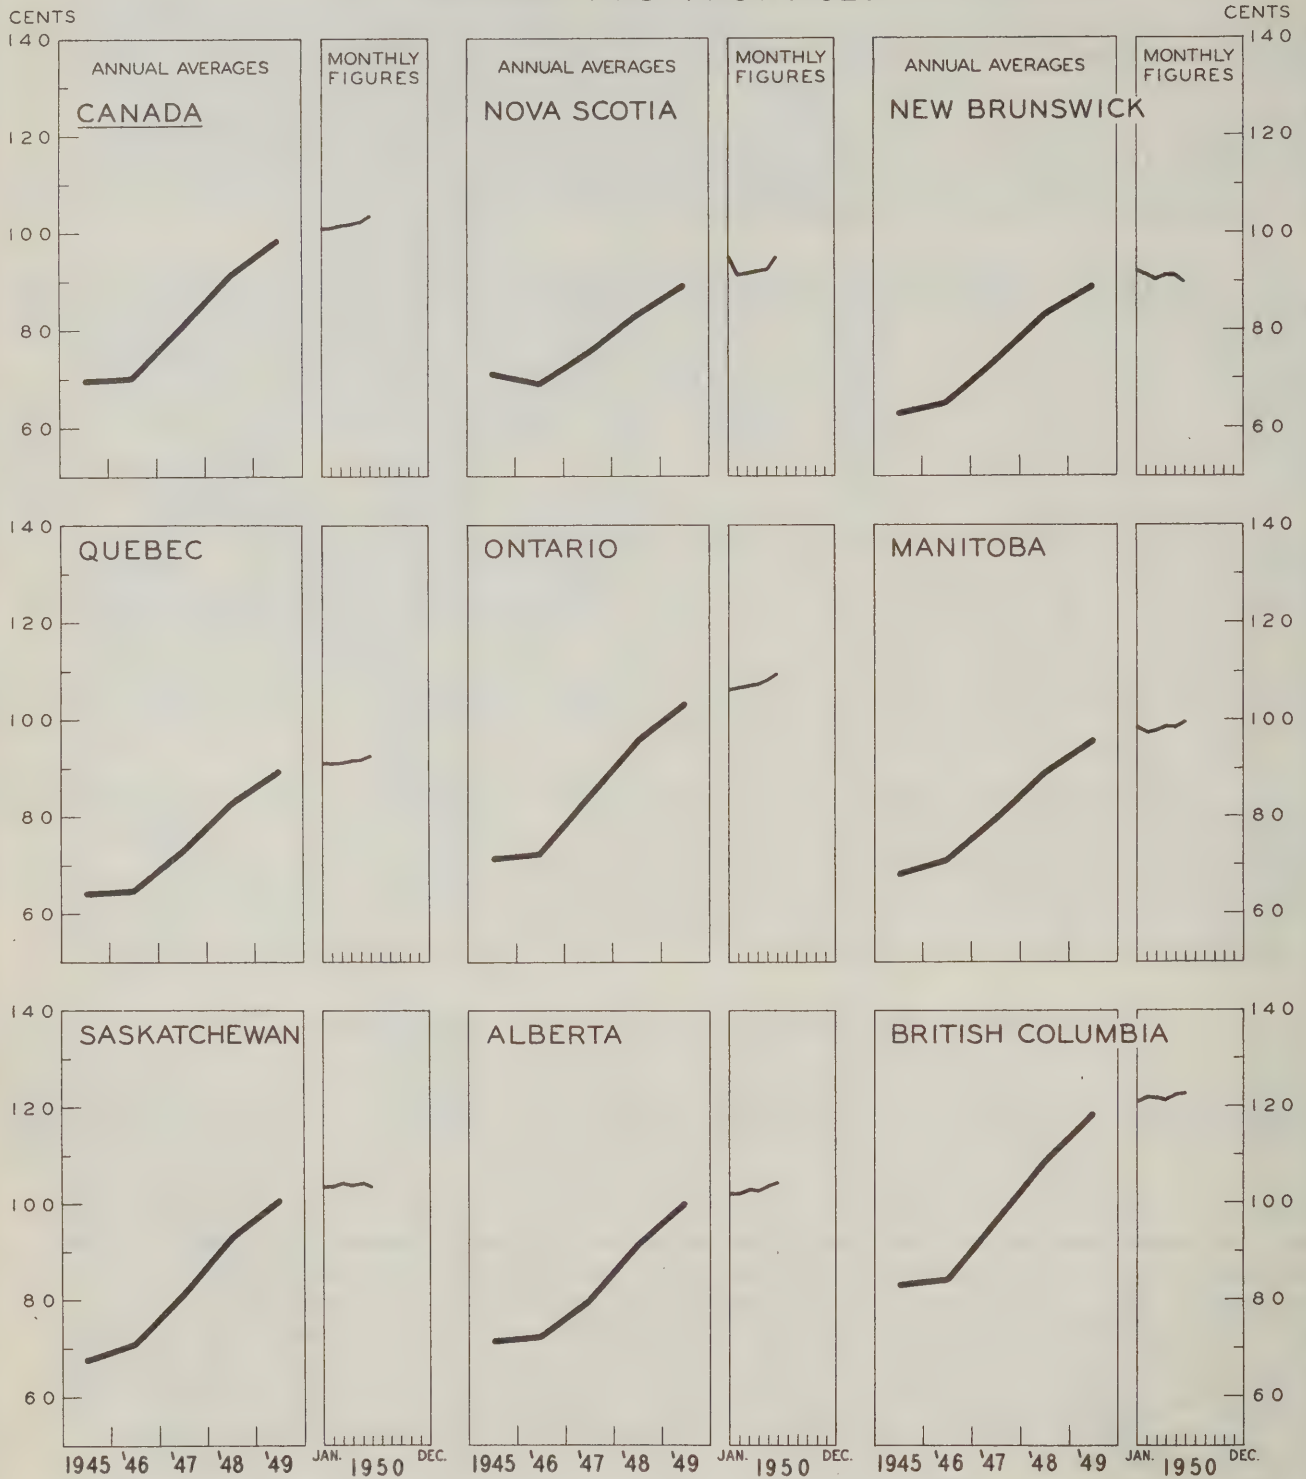 CENTS
CENTS
140
ANNUAL AVERAGES
MONTHLY
FIGURES
ANNUAL AVERAGES
MONTHLY
FIGURES
ANNUAL AVERAGES
MONTHLY
FIGURES
140
CANADA
NOVA SCOTIA
NEW BRUNSWICK
120
120
100
100
80
80
60
60
140
QUEBEC
ONTARIO
MANITOBA
140
120
120
100
100
80
80
60
60
140
SASKATCHEWAN
ALBERTA
BRITISH COLUMBIA
140
120
120
100
100
80
80
60
60
1945 '46 '47 '48 '49
JAN. DEC.
1950
1945 '46 '47 '48 '49
JAN. DEC.
1950
1945 '46 '47 '48 '49
JAN. DEC.
1950